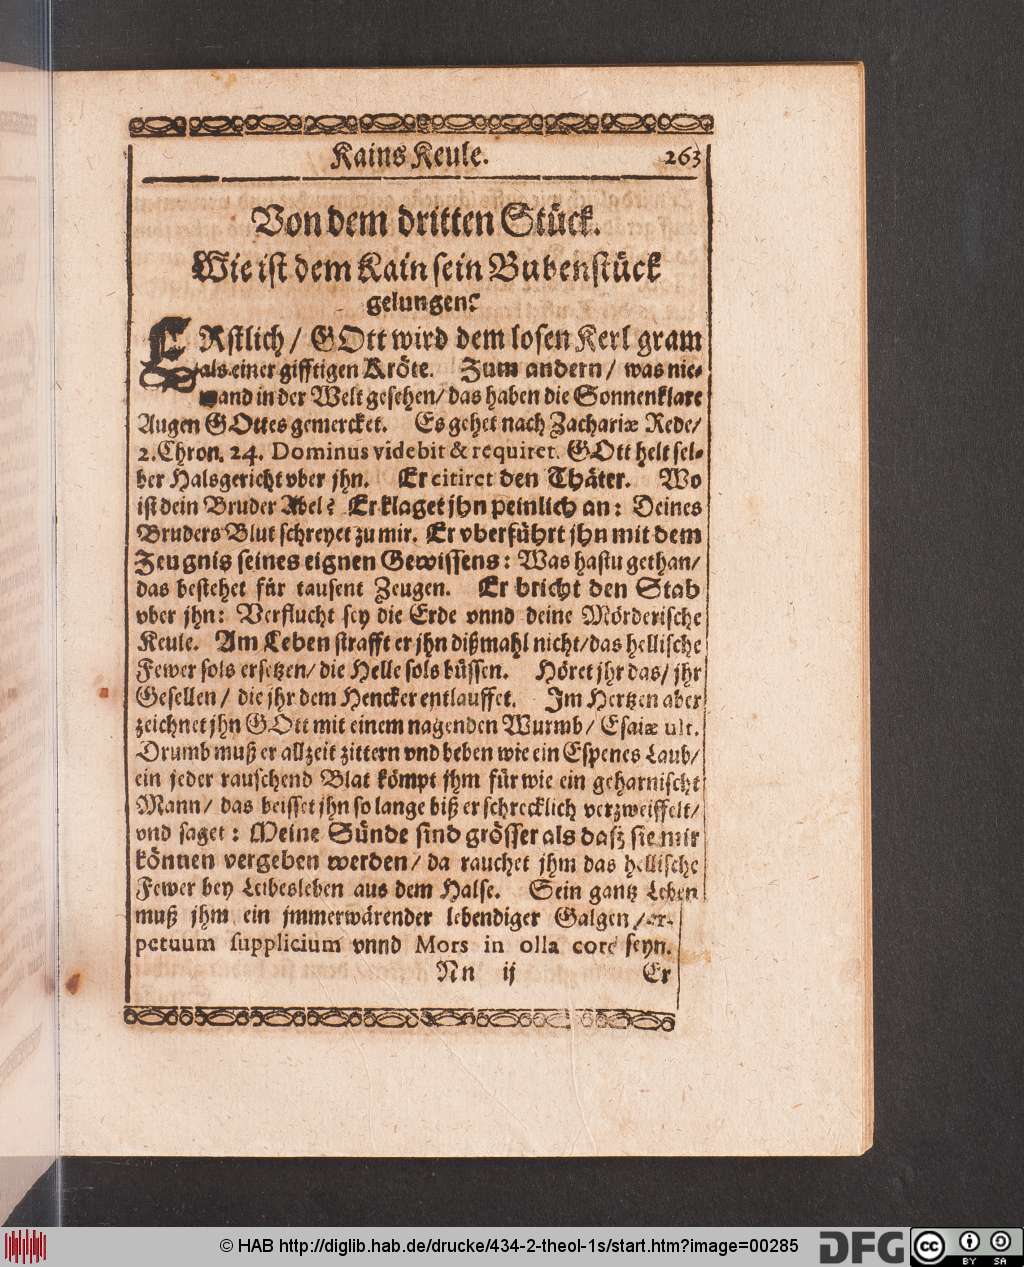 Kains Keule. 263
Von dem dritten Stück.
Wie ist dem Kain sein Bubenstück
gelungen?
ERstlich / GOtt wird dem losen Kerl gram
als einer gifftigen Kröte. Zum andern / was nie-
mand in der Welt gesehen / das haben die Sonnenklare
Augen GOttes gemercket. Es gehet nach Zachariæ Rede /
2. Chron. 24. Dominus videbit & requiret. GOtt helt sel-
ber Halsgericht vber jhn. Er citiret den Thäter. Wo
ist dein Bruder Abel? Er klaget jhn peinlich an: Deines
Bruders Blut schreyet zu mir. Er vberführt jhn mit dem
Zeugnis seines eignen Gewissens: Was hastu gethan /
das bestehet für tausent Zeugen. Er bricht den Stab
vber jhn: Verflucht sey die Erde vnnd deine Mörderische
Keule. Am Leben strafft er jhn dißmahl nicht / das hellische
Fewer sols ersetzen / die Helle sols büssen. Höret jhr das / jhr
Gesellen / die jhr dem Hencker entlauffet. Im Hertzen aber
zeichnet jhn GOtt mit einem nagenden Wurmb / Esaiæ ult.
Drumb muß er allzeit zittern vnd beben wie ein Espenes Laub /
ein jeder rauschend Blat kömpt jhm für wie ein geharnischt
Mann / das beisset jhn so lange biß er schrecklich verzweiffelt /
vnd saget: Meine Sünde sind grösser als daß sie mir
können vergeben werden / da rauchet jhm das hellische
Fewer bey Leibesleben aus dem Halse. Sein gantz Leben
muß jhm ein jmmerwärender lebendiger Galgen / per-
petuum supplicium vnnd Mors in olla core seyn.
Nn ij Er
© HAB http://diglib.hab.de/drucke/434-2-theol-1s/start.htm?image=00285
DFG
cc
BY SA